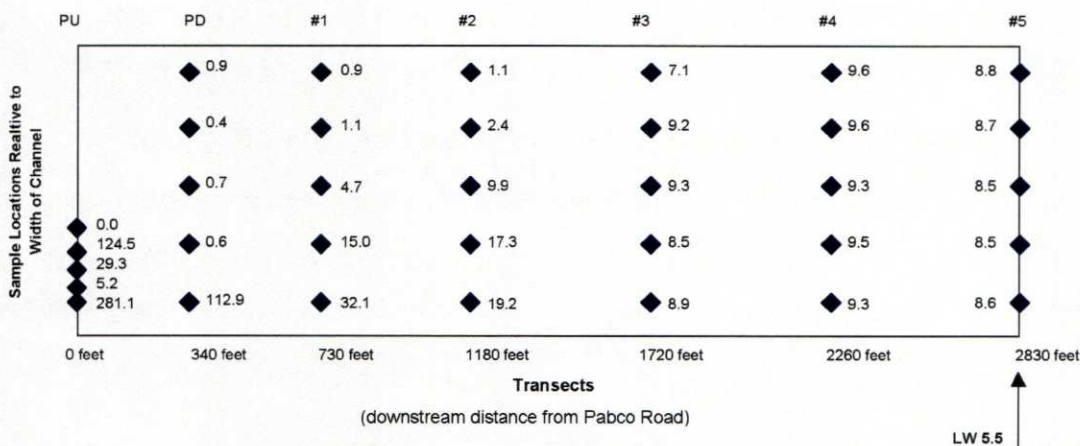 PU PD #1 #2 #3 #4 #5
Sample Locations Realtive to
Width of Channel
0.9 0.9 1.1 7.1 9.6 8.8
0.4 1.1 2.4 9.2 9.6 8.7
0.7 4.7 9.9 9.3 9.3 8.5
0.0
124.5 0.6 15.0 17.3 8.5 9.5 8.5
29.3
5.2
281.1 112.9 32.1 19.2 8.9 9.3 8.6
0 feet 340 feet 730 feet 1180 feet 1720 feet 2260 feet 2830 feet
Transects
(downstream distance from Pabco Road)
LW 5.5